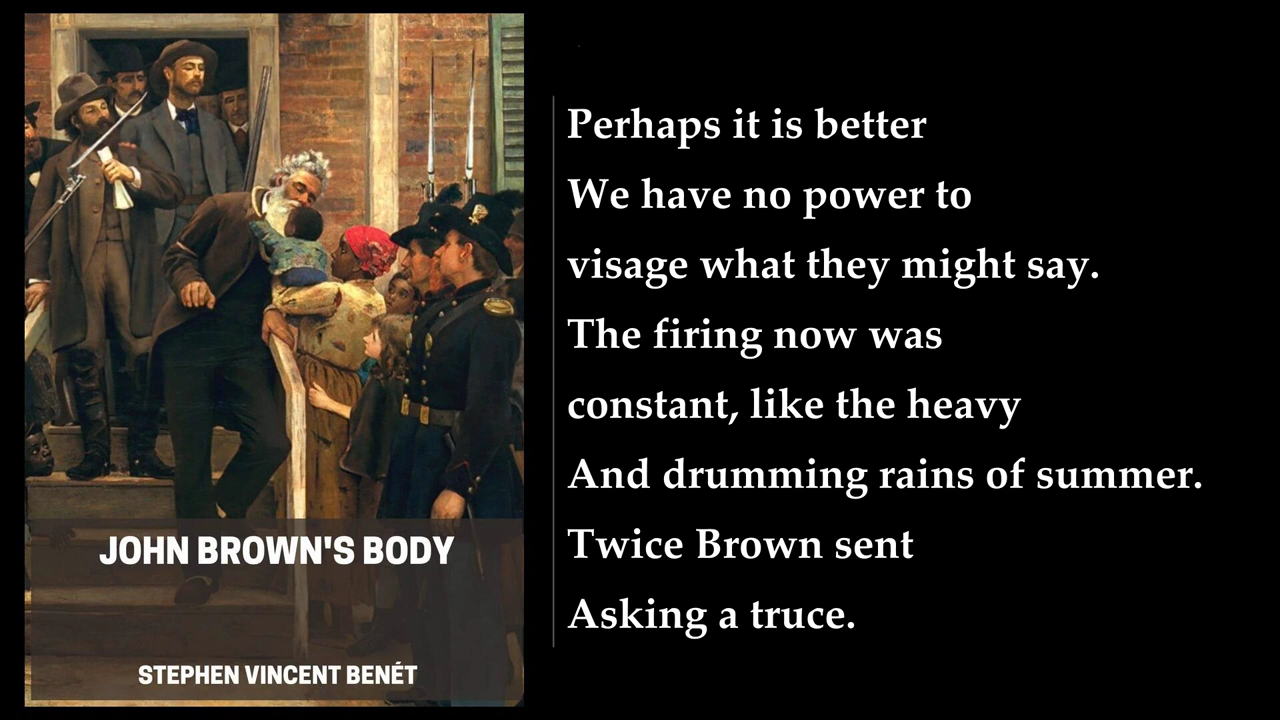 JOHN BROWN'S BODY
STEPHEN VINCENT BENÉT
Perhaps it is better
We have no power to
visage what they might say.
The firing now was
constant, like the heavy
And drumming rains of summer.
Twice Brown sent
Asking a truce.